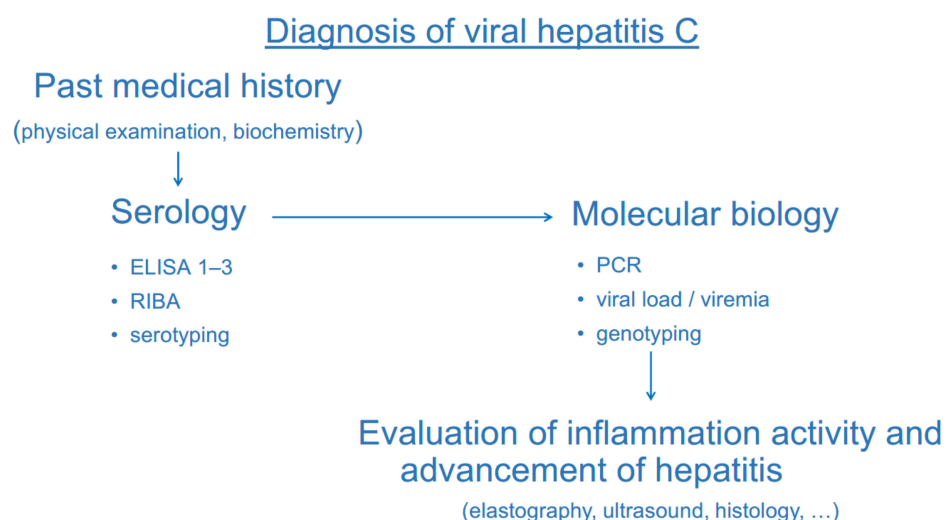 Diagnosis of viral hepatitis C
Past medical history
(physical examination, biochemistry)
Serology
• ELISA 1–3
• RIBA
• serotyping
Molecular biology
• PCR
• viral load / viremia
• genotyping
Evaluation of inflammation activity and
advancement of hepatitis
(elastography, ultrasound, histology, …)